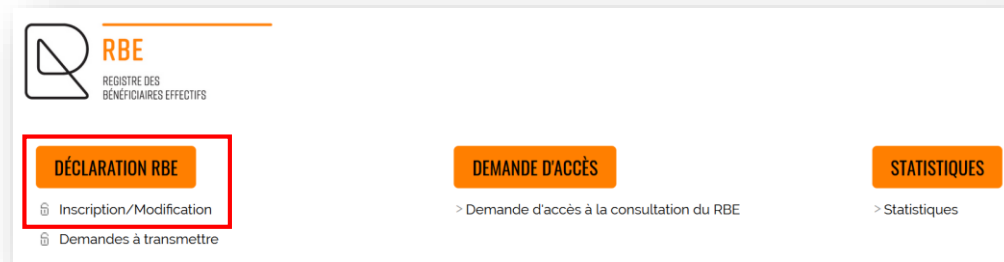 RBE
REGISTRE DES
BÉNÉFICIAIRES EFFECTIFS
DÉCLARATION RBE
Inscription/Modification
Demandes à transmettre
DEMANDE D'ACCÈS
> Demande d'accès à la consultation du RBE
STATISTIQUES
> Statistiques